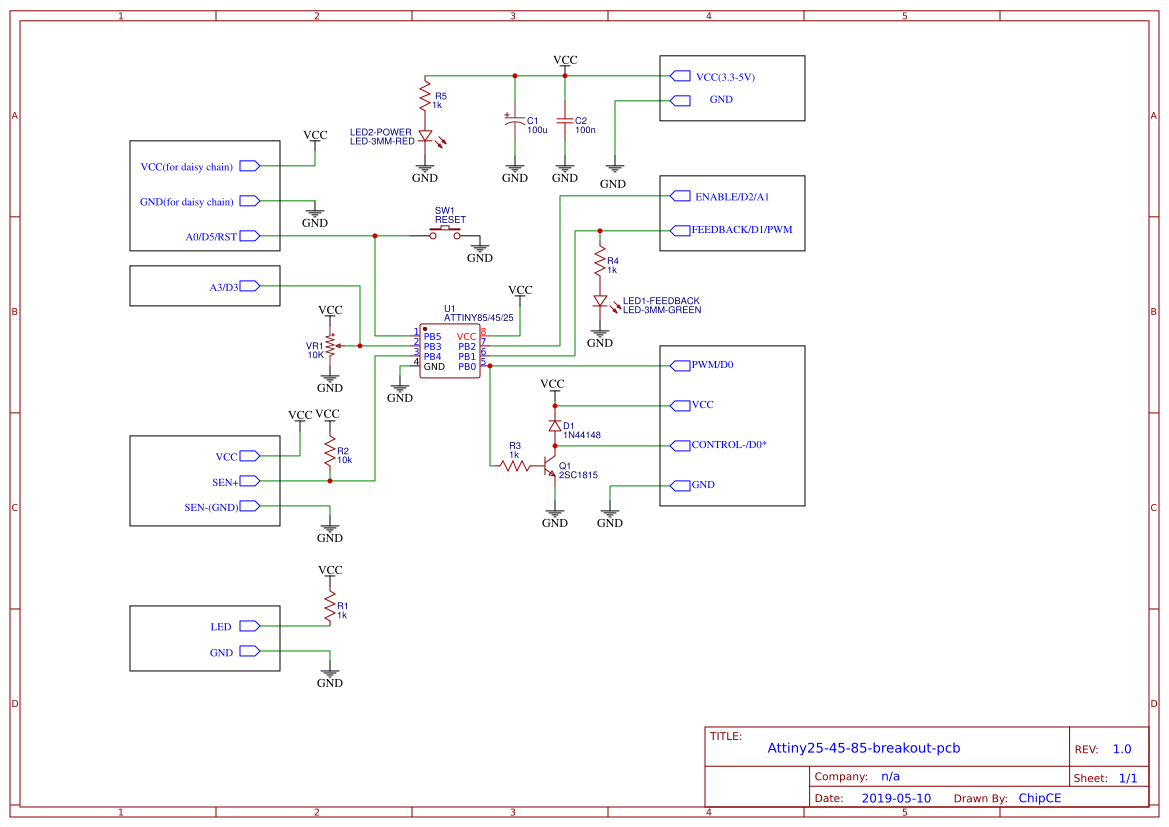 1 2 3 4 5
A
B
C
D
A
B
C
D
1 2 3 4 5
VCC
VCC(3.3-5V)
GND
R5
1k
LED2-POWER
LED-3MM-RED
GND
C1
100u
GND
C2
100n
GND
GND
VCC
VCC(for daisy chain)
GND(for daisy chain)
GND
A0/D5/RST
SW1
RESET
GND
ENABLE/D2/A1
FEEDBACK/D1/PWM
R4
1k
LED1-FEEDBACK
LED-3MM-GREEN
GND
A3/D3
VCC
VR1
10K
GND
VCC
U1
ATTINY85/45/25
1 PB5 VCC 8
2 PB3 PB2 7
3 PB4 PB1 6
4 GND PB0 5
GND
PWM/D0
VCC
VCC
D1
1N44148
CONTROL-/D0*
R3
1k
Q1
2SC1815
GND
GND
GND
VCC VCC
R2
10k
VCC
SEN+
SEN-(GND)
GND
VCC
R1
1k
LED
GND
GND
TITLE:
Attiny25-45-85-breakout-pcb
REV: 1.0
Company: n/a
Sheet: 1/1
Date: 2019-05-10 Drawn By: ChipCE